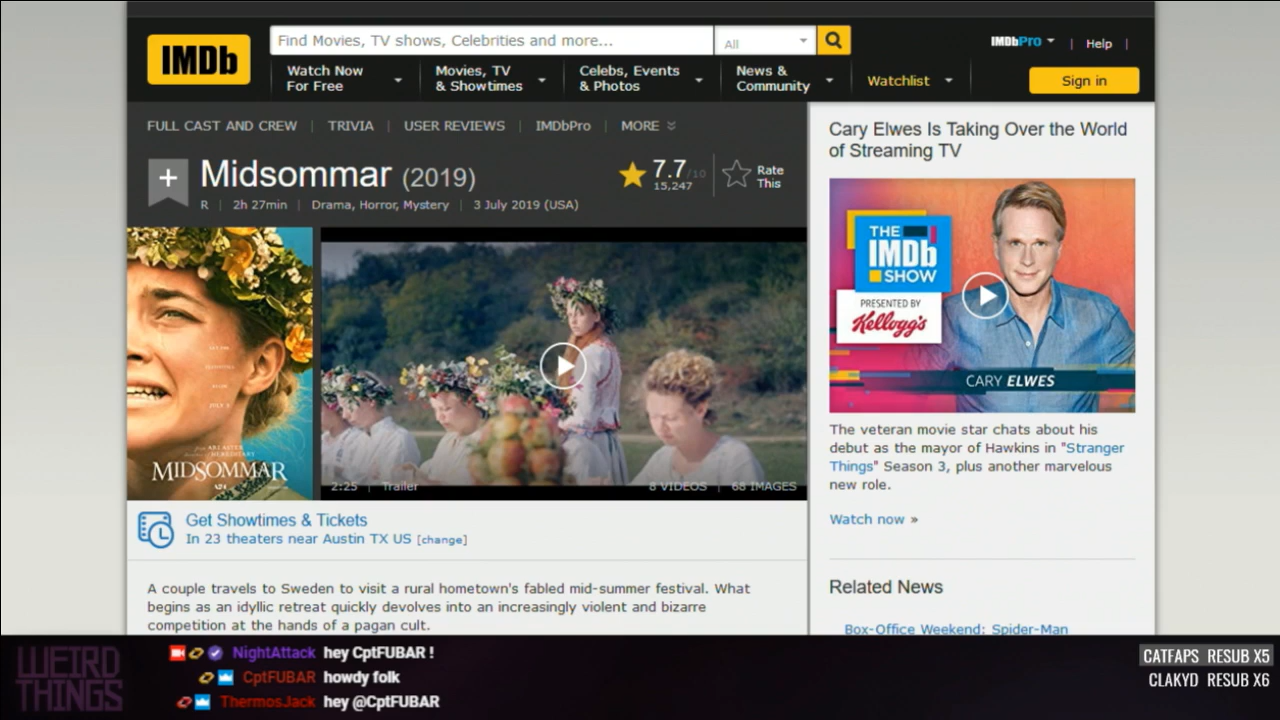 IMDb
Find Movies, TV shows, Celebrities and more...
All
IMDbPro
|
Help
|
Watch Now
For Free
Movies, TV
& Showtimes
Celebs, Events
& Photos
News &
Community
Watchlist
Sign in
FULL CAST AND CREW | TRIVIA | USER REVIEWS | IMDbPro | MORE
+
Midsommar (2019)
7.7/10
15,247
Rate
This
R | 2h 27min | Drama, Horror, Mystery | 3 July 2019 (USA)
MIDSOMMAR
2:25 | Trailer
8 VIDEOS | 68 IMAGES
Get Showtimes & Tickets
In 23 theaters near Austin TX US [change]
A couple travels to Sweden to visit a rural hometown's fabled mid-summer festival. What
begins as an idyllic retreat quickly devolves into an increasingly violent and bizarre
competition at the hands of a pagan cult.
Cary Elwes Is Taking Over the World
of Streaming TV
THE
IMDb
SHOW
PRESENTED BY
Kellogg's
CARY ELWES
The veteran movie star chats about his
debut as the mayor of Hawkins in "Stranger
Things" Season 3, plus another marvelous
new role.
Watch now »
Related News
Box-Office Weekend: Spider-Man
WEIRD
THINGS
NightAttack hey CptFUBAR !
CptFUBAR howdy folk
ThermosJack hey @CptFUBAR
CATFAPS RESUB X5
CLAKYD RESUB X6